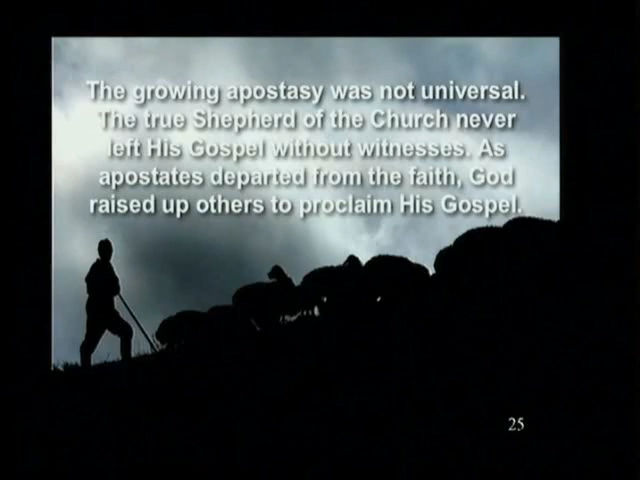 The growing apostasy was not universal.
The true Shepherd of the Church never
left His Gospel without witnesses. As
apostates departed from the faith, God
raised up others to proclaim His Gospel.
25